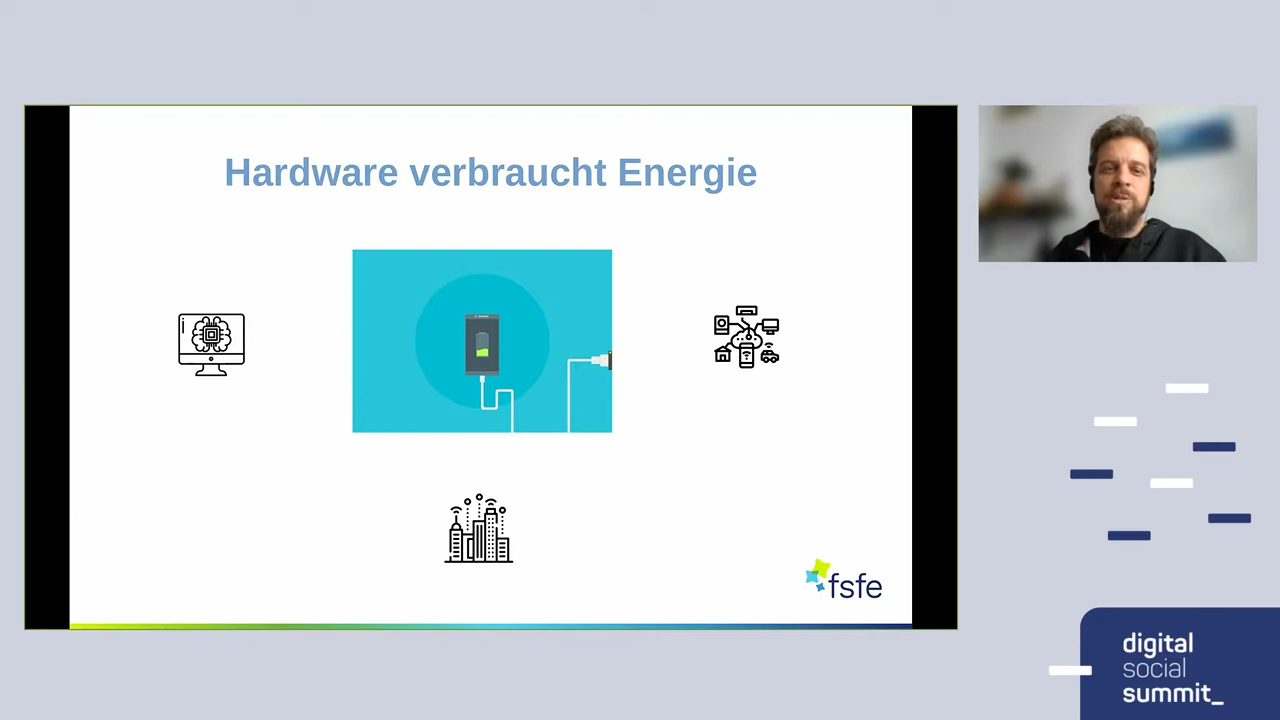 Hardware verbraucht Energie
fsfe
digital
social
summit_